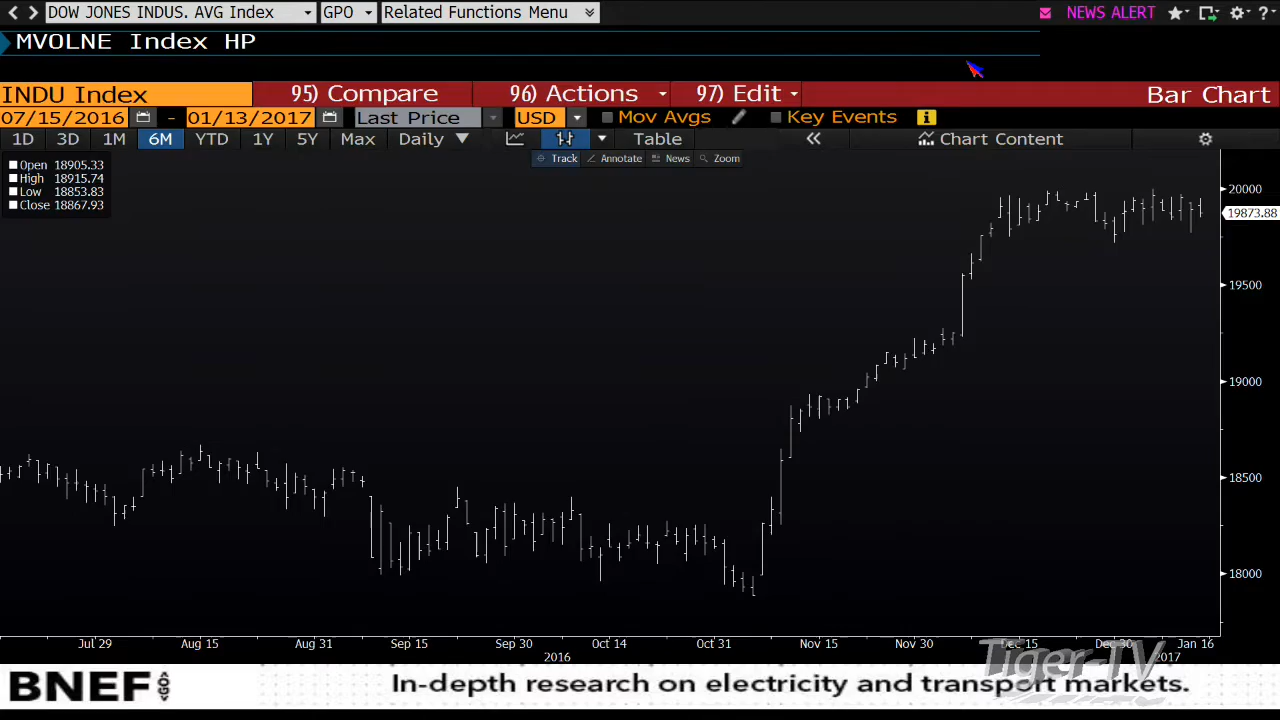 DOW JONES INDUS. AVG Index GPO Related Functions Menu NEWS ALERT ?
MVOLNE Index HP
INDU Index 95) Compare 96) Actions 97) Edit Bar Chart
07/15/2016 - 01/13/2017 Last Price USD Mov Avgs Key Events i
1D 3D 1M 6M YTD 1Y 5Y Max Daily Table « Chart Content
Track Annotate News Zoom
Open 18905.33
High 18915.74
Low 18853.83
Close 18867.93
20000
19873.88
19500
19000
18500
18000
Jul 29 Aug 15 Aug 31 Sep 15 Sep 30 Oct 14 Oct 31 Nov 15 Nov 30 Dec 15 Dec 30 Jan 16
2016 2017
Tiger-TV
BNEF <GO> In-depth research on electricity and transport markets.